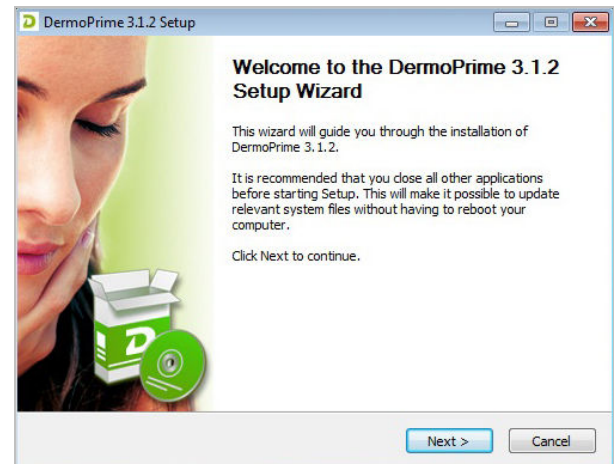 DermoPrime 3.1.2 Setup
Welcome to the DermoPrime 3.1.2
Setup Wizard
This wizard will guide you through the installation of
DermoPrime 3.1.2.
It is recommended that you close all other applications
before starting Setup. This will make it possible to update
relevant system files without having to reboot your
computer.
Click Next to continue.
D
Next >
Cancel